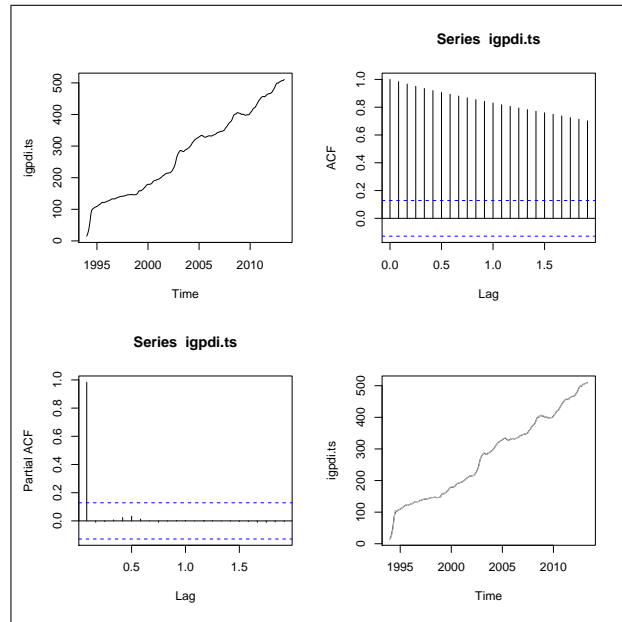 igpdi.ts
0 100 200 300 400 500
1995 2000 2005 2010
Time
Series igpdi.ts
ACF
0.0 0.2 0.4 0.6 0.8 1.0
0.0 0.5 1.0 1.5
Lag
Series igpdi.ts
Partial ACF
0.0 0.2 0.4 0.6 0.8 1.0
0.5 1.0 1.5
Lag
igpdi.ts
0 100 200 300 400 500
1995 2000 2005 2010
Time